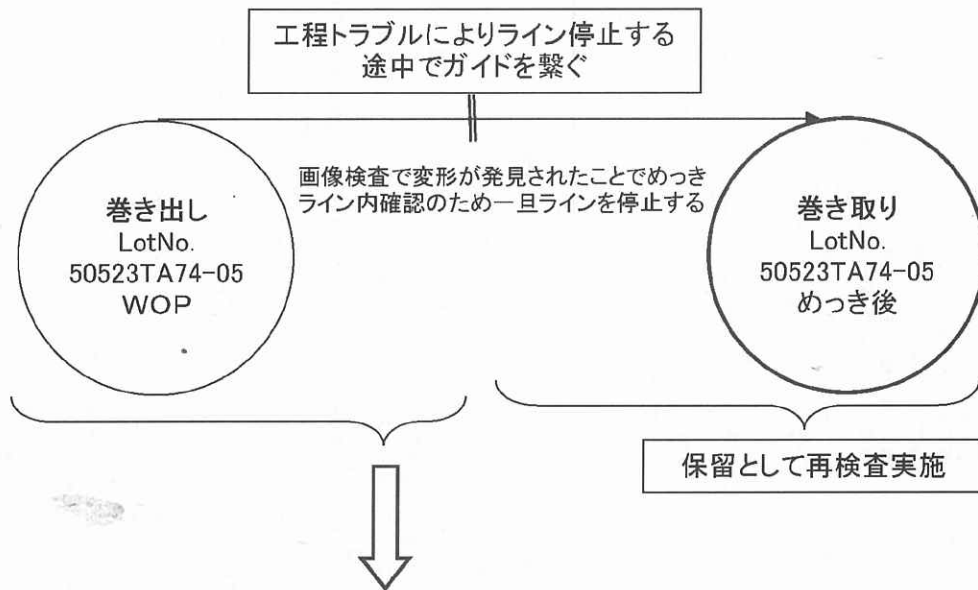 工程トラブルによりライン停止する
途中でガイドを繋ぐ
画像検査で変形が発見されたことでめっき
ライン内確認のため一旦ラインを停止する
巻き出し
LotNo.
50523TA74-05
WOP
巻き取り
LotNo.
50523TA74-05
めっき後
保留として再検査実施